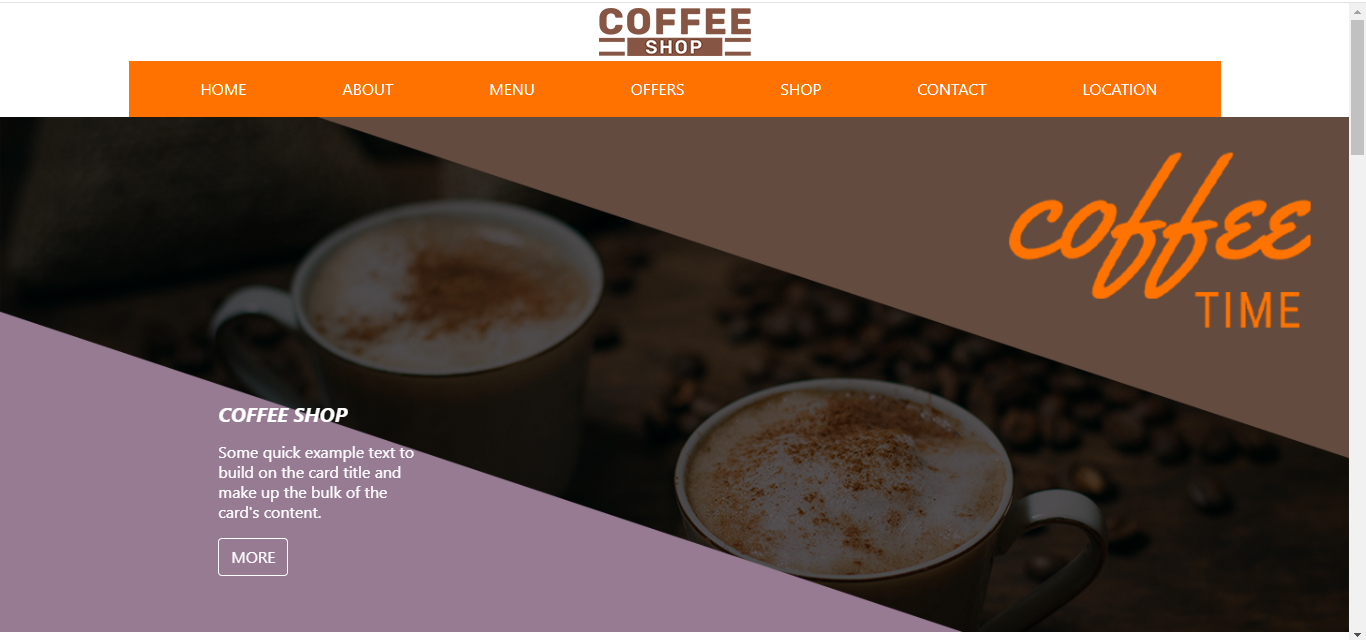 COFFEE
SHOP
HOME ABOUT MENU OFFERS SHOP CONTACT LOCATION
coffee
TIME
COFFEE SHOP
Some quick example text to
build on the card title and
make up the bulk of the
card's content.
MORE